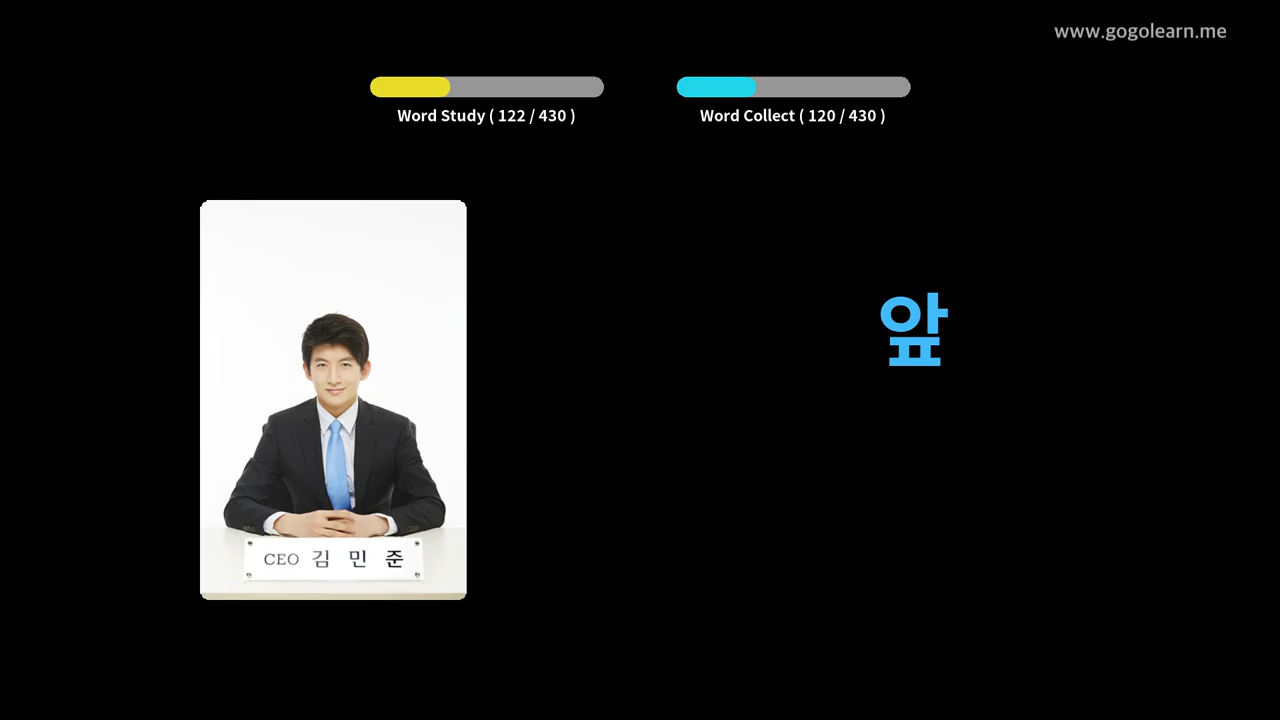 www.gogolearn.me
Word Study ( 122 / 430 )
Word Collect ( 120 / 430 )
앞
CEO 김 민 준